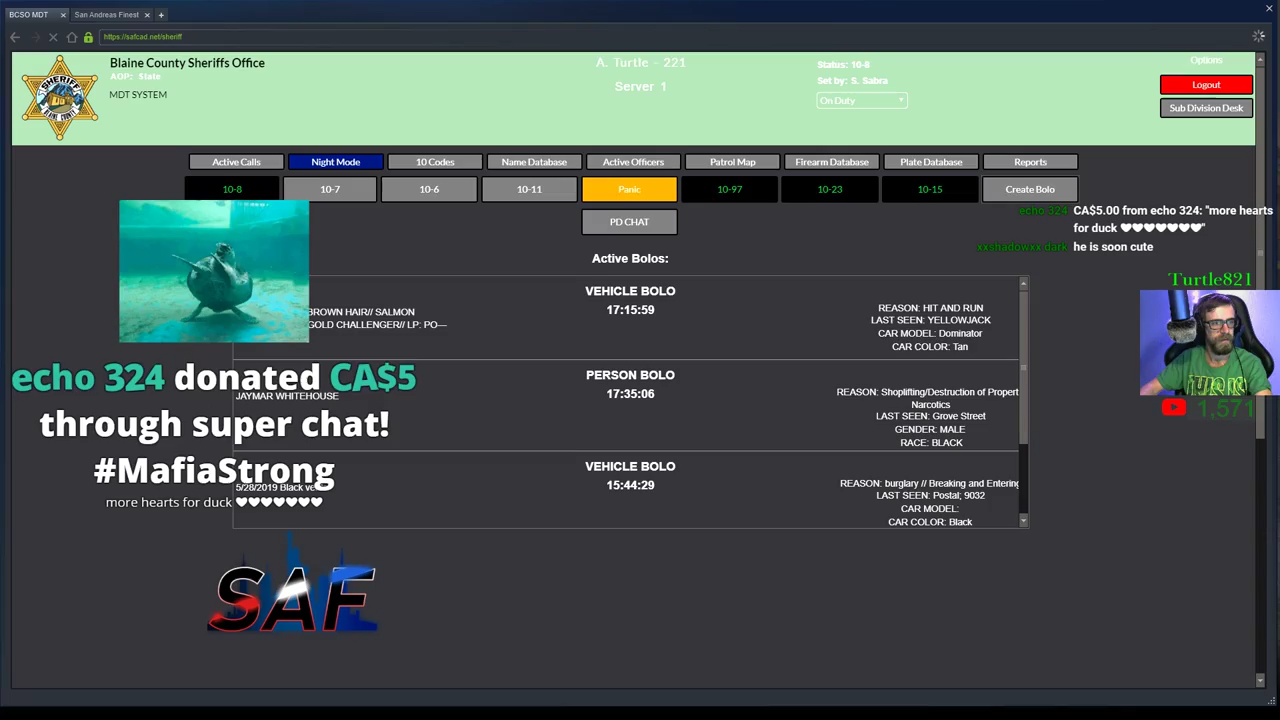 BCSO MDT
San Andreas Finest
https://safcad.net/sheriff
Blaine County Sheriffs Office
AOP: State
MDT SYSTEM
A. Turtle - 221
Server 1
Status: 10-8
Set by: S. Sabra
On Duty
Options
Logout
Sub Division Desk
Active Calls
Night Mode
10 Codes
Name Database
Active Officers
Patrol Map
Firearm Database
Plate Database
Reports
10-8
10-7
10-6
10-11
Panic
10-97
10-23
10-15
Create Bolo
PD CHAT
echo 324 CA$5.00 from echo 324: "more hearts
for duck ♥♥♥♥♥♥♥"
xxshadowxx dark he is soon cute
Turtle821
1,571
Active Bolos:
VEHICLE BOLO
17:15:59
BROWN HAIR// SALMON
GOLD CHALLENGER// LP: PO---
REASON: HIT AND RUN
LAST SEEN: YELLOWJACK
CAR MODEL: Dominator
CAR COLOR: Tan
PERSON BOLO
17:35:06
JAYMAR WHITEHOUSE
REASON: Shoplifting/Destruction of Propert
Narcotics
LAST SEEN: Grove Street
GENDER: MALE
RACE: BLACK
VEHICLE BOLO
15:44:29
5/28/2019 Black ve
REASON: burglary // Breaking and Entering
LAST SEEN: Postal; 9032
CAR MODEL:
CAR COLOR: Black
echo 324 donated CA$5
through super chat!
#MafiaStrong
more hearts for duck ♥♥♥♥♥♥♥
SAF